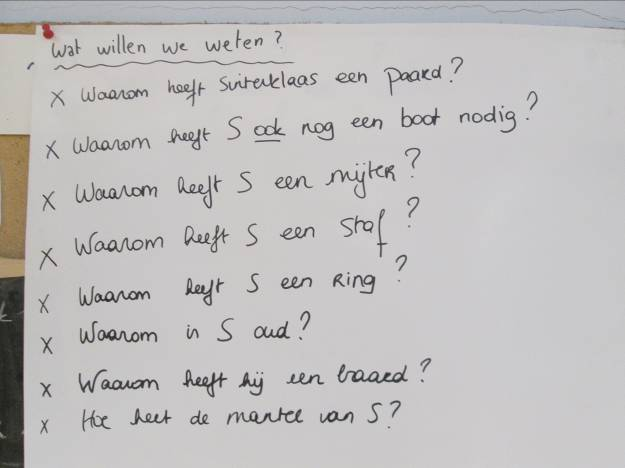 Wat willen we weten?
x Waarom heeft Sinterklaas een paard?
x Waarom heeft S ook nog een boot nodig?
x Waarom heeft S een mijter?
x Waarom heeft S een staf?
x Waarom heeft S een Ring?
x Waarom is S oud?
x Waarom heeft hij een baard?
x Hoe heet de mantel van S?